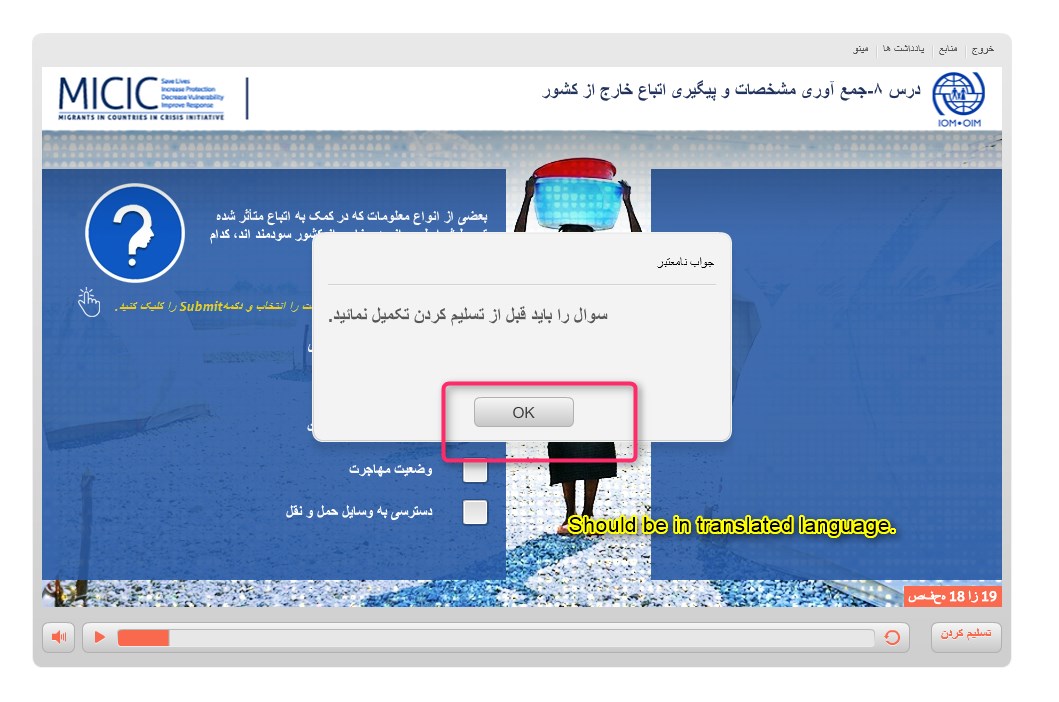 خروج | منابع | یادداشت ها | مینو
MICIC
Save Lives
Increase Protection
Decrease Vulnerability
Improve Response
MIGRANTS IN COUNTRIES IN CRISIS INITIATIVE
درس ۸-جمع آوری مشخصات و پیگیری اتباع خارج از کشور
IOM•OIM
بعضی از انواع معلومات که در کمک به اتباع متأثر شده
کشور سودمند اند، کدام
را انتخاب و دکمه Submit را کلیک کنید.
جواب نامعتبر
سوال را باید قبل از تسلیم کردن تکمیل نمائید.
OK
وضعیت مهاجرت
دسترسی به وسایل حمل و نقل
Should be in translated language.
صفحه 18 از 19
تسلیم کردن